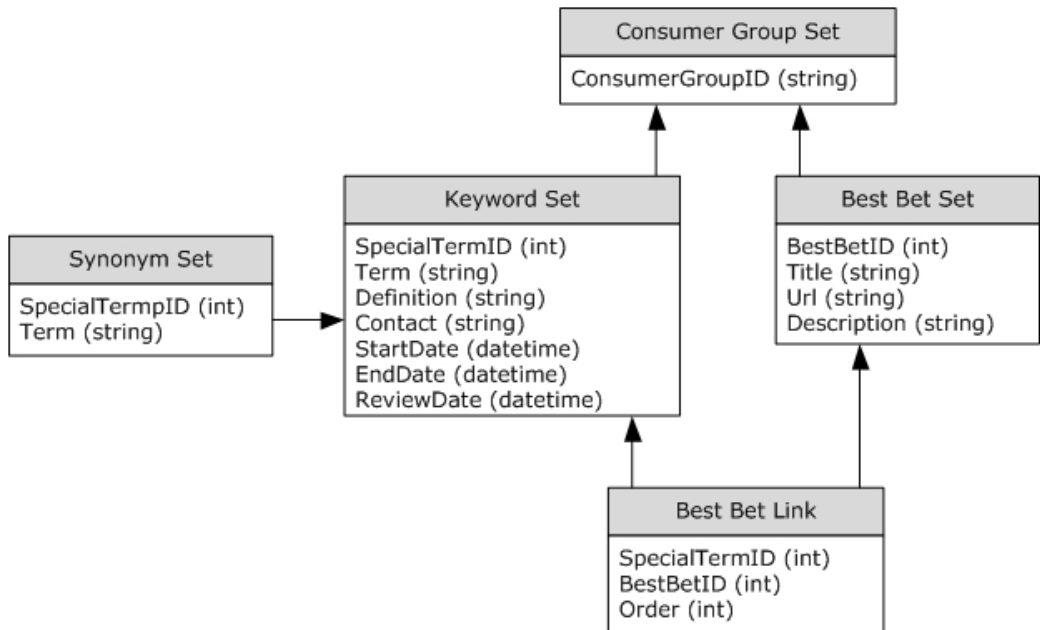 Consumer Group Set
ConsumerGroupID (string)
Keyword Set
SpecialTermID (int)
Term (string)
Definition (string)
Contact (string)
StartDate (datetime)
EndDate (datetime)
ReviewDate (datetime)
Best Bet Set
BestBetID (int)
Title (string)
Url (string)
Description (string)
Synonym Set
SpecialTermpID (int)
Term (string)
Best Bet Link
SpecialTermID (int)
BestBetID (int)
Order (int)